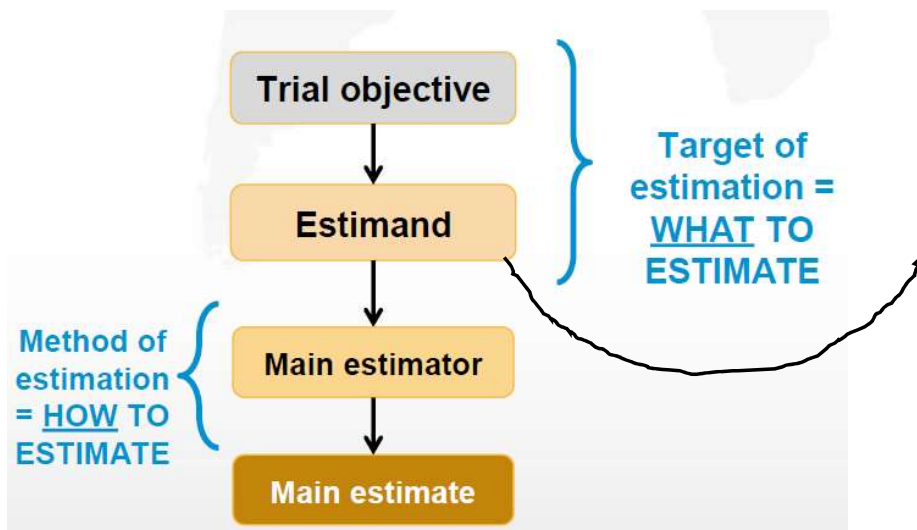 Trial objective
Estimand
Target of
estimation =
WHAT TO
ESTIMATE
Main estimator
Method of
estimation
= HOW TO
ESTIMATE
Main estimate